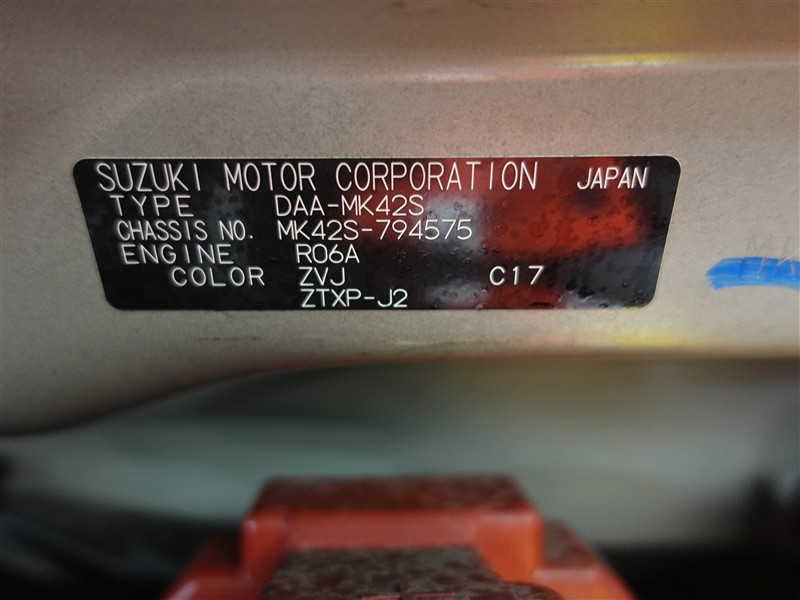 SUZUKI MOTOR CORPORATION JAPAN
TYPE DAA-MK42S
CHASSIS NO. MK42S-794575
ENGINE R06A
COLOR ZVJ C17
ZTXP-J2